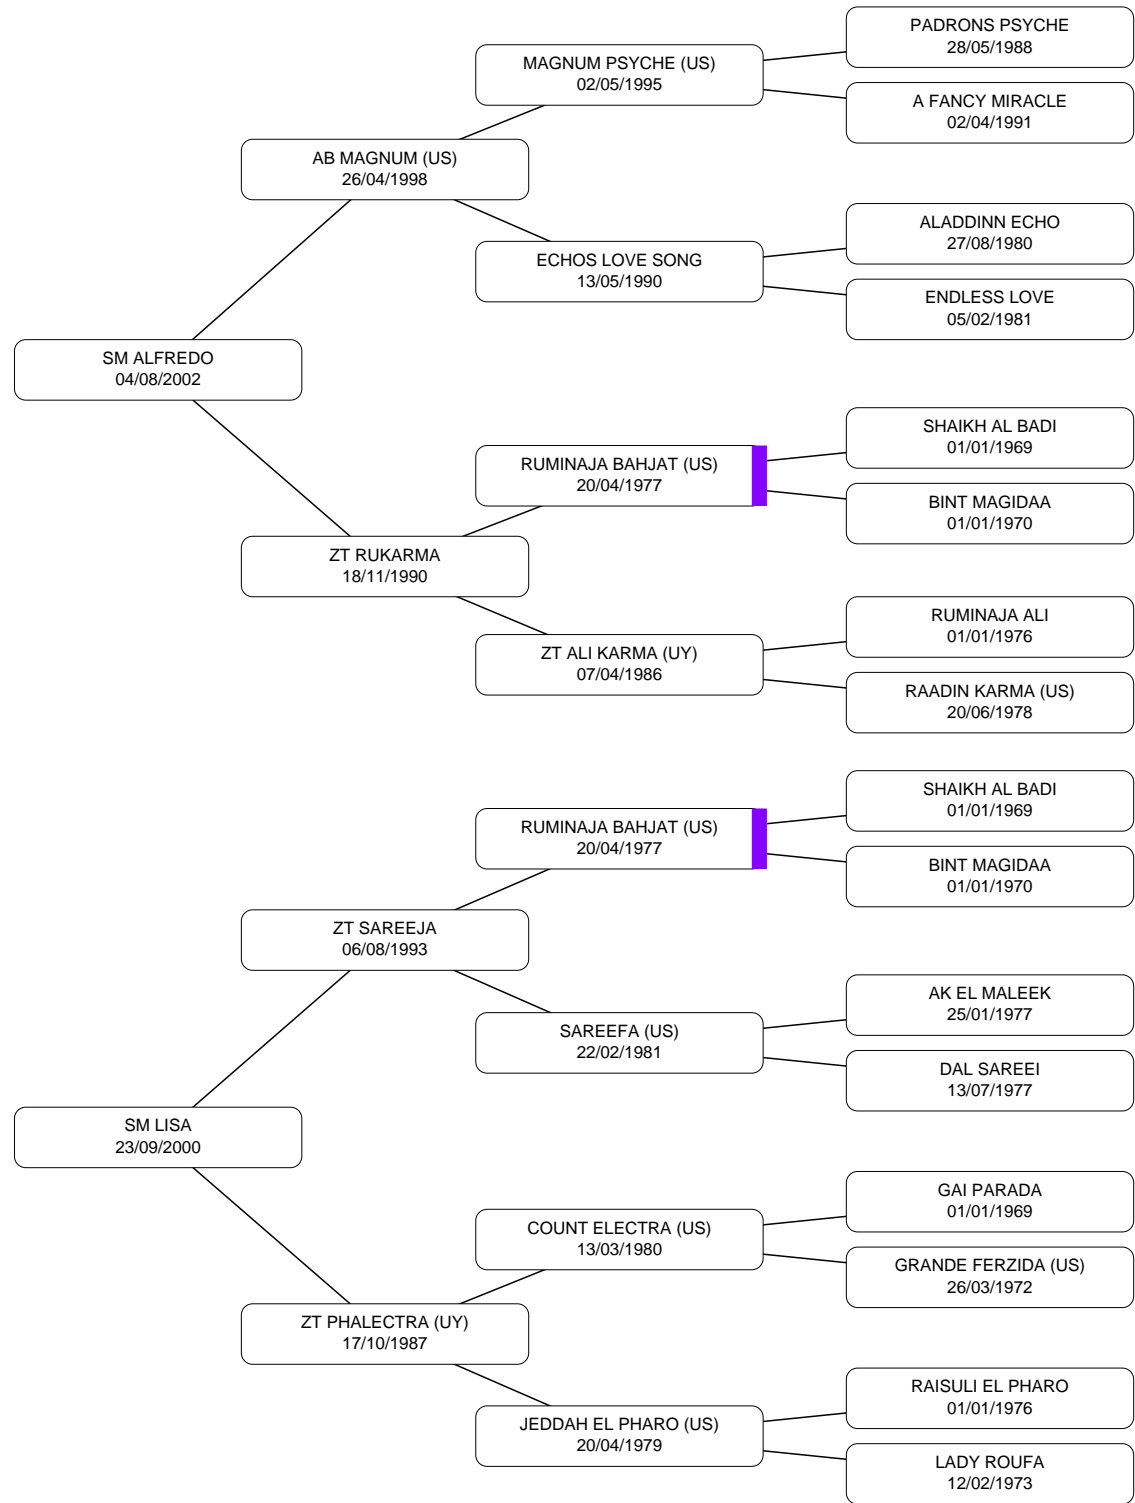 PADRONS PSYCHE
28/05/1988
MAGNUM PSYCHE (US)
02/05/1995
A FANCY MIRACLE
02/04/1991
AB MAGNUM (US)
26/04/1998
ALADDINN ECHO
27/08/1980
ECHOS LOVE SONG
13/05/1990
ENDLESS LOVE
05/02/1981
SM ALFREDO
04/08/2002
SHAIKH AL BADI
01/01/1969
RUMINAJA BAHJAT (US)
20/04/1977
BINT MAGIDAA
01/01/1970
ZT RUKARMA
18/11/1990
RUMINAJA ALI
01/01/1976
ZT ALI KARMA (UY)
07/04/1986
RAADIN KARMA (US)
20/06/1978
SHAIKH AL BADI
01/01/1969
RUMINAJA BAHJAT (US)
20/04/1977
BINT MAGIDAA
01/01/1970
ZT SAREEJA
06/08/1993
AK EL MALEEK
25/01/1977
SAREEFA (US)
22/02/1981
DAL SAREEI
13/07/1977
SM LISA
23/09/2000
GAI PARADA
01/01/1969
COUNT ELECTRA (US)
13/03/1980
GRANDE FERZIDA (US)
26/03/1972
ZT PHALECTRA (UY)
17/10/1987
RAISULI EL PHARO
01/01/1976
JEDDAH EL PHARO (US)
20/04/1979
LADY ROUFA
12/02/1973